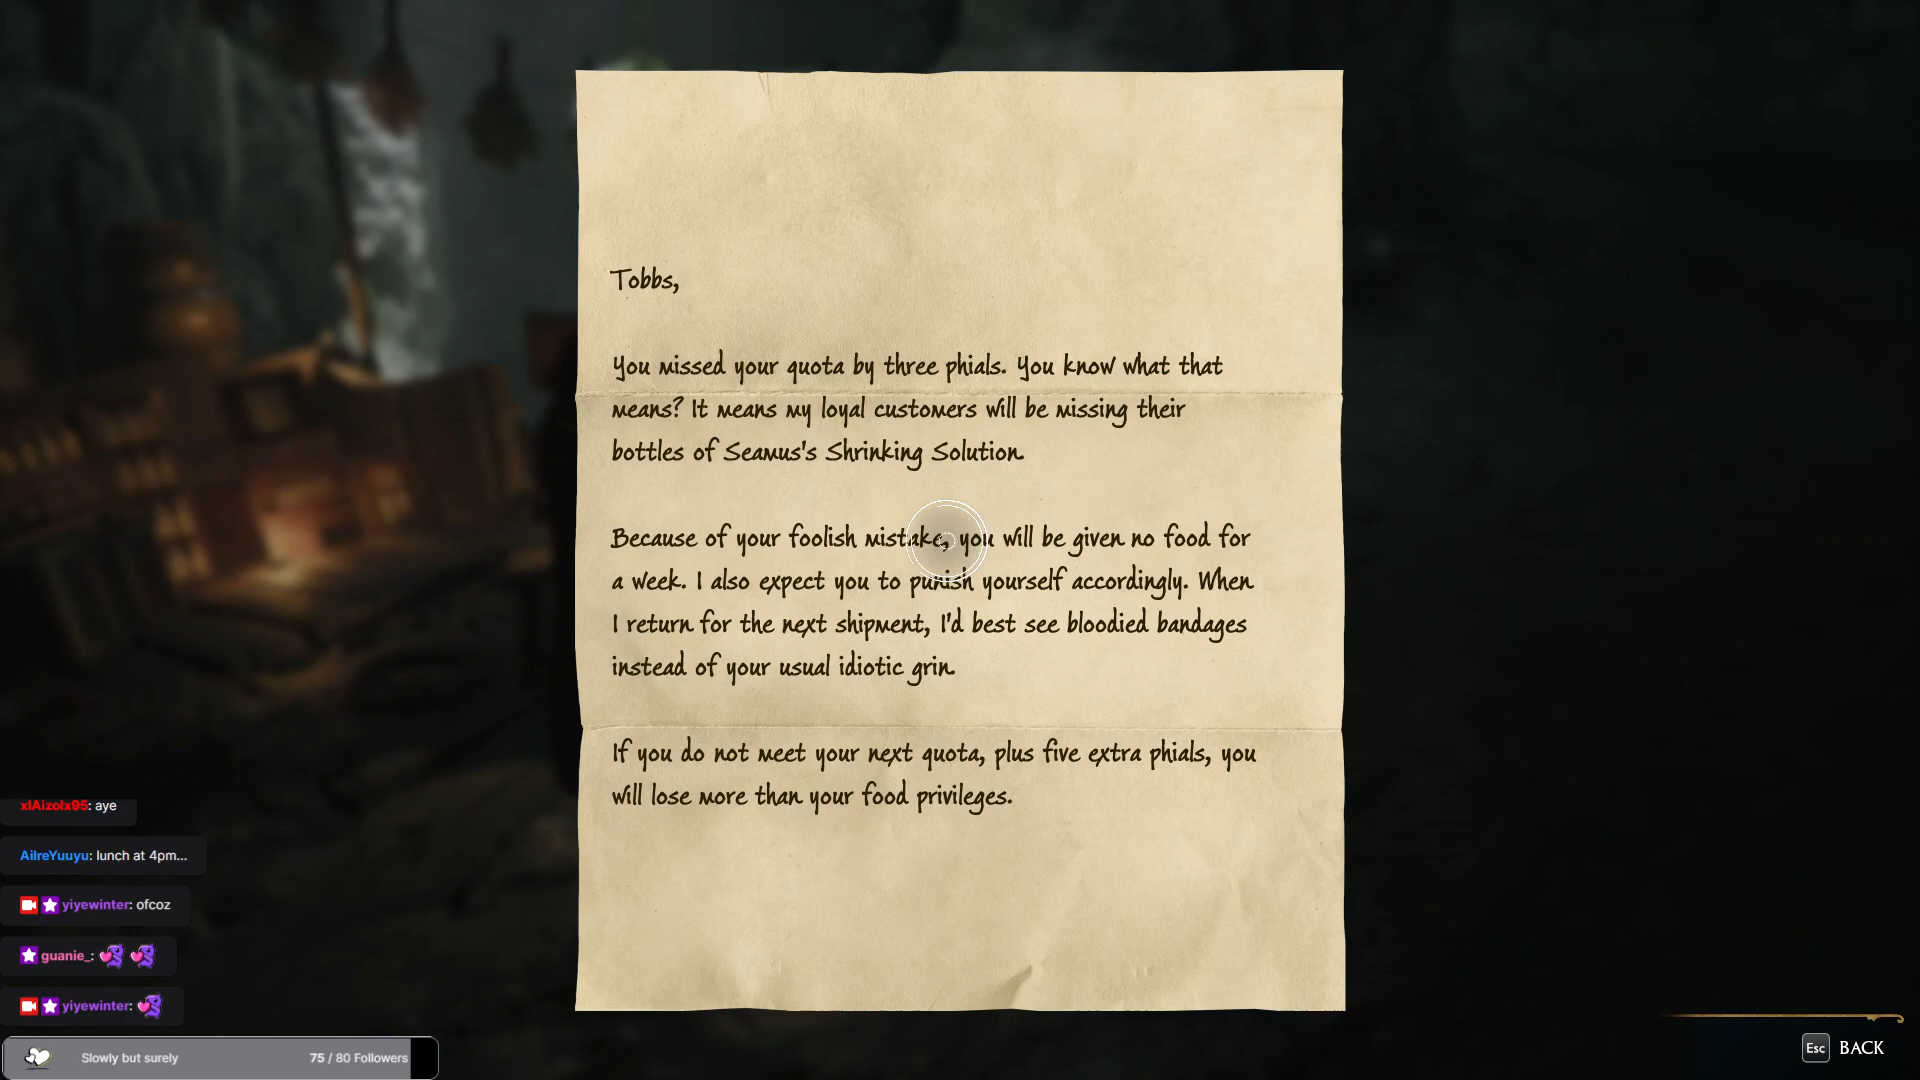 Tobbs,
You missed your quota by three phials. You know what that
means? It means my loyal customers will be missing their
bottles of Seamus's Shrinking Solution.
Because of your foolish mistake, you will be given no food for
a week. I also expect you to punish yourself accordingly. When
I return for the next shipment, I'd best see bloodied bandages
instead of your usual idiotic grin.
If you do not meet your next quota, plus five extra phials, you
will lose more than your food privileges.
xIAizoIx95: aye
AilreYuuyu: lunch at 4pm...
yiyewinter: ofcoz
guanie_:
yiyewinter:
Slowly but surely 75 / 80 Followers
Esc BACK